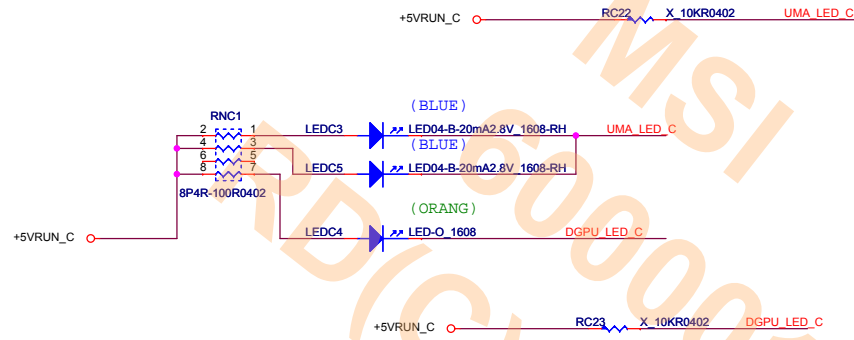 +5VRUN_C
RC22
X_10KR0402
UMA_LED_C
(BLUE)
RNC1
2
1
LEDC3
LED04-B-20mA2.8V_1608-RH
UMA_LED_C
4
3
(BLUE)
6
5
8
7
LEDC5
LED04-B-20mA2.8V_1608-RH
8P4R-100R0402
(ORANG)
+5VRUN_C
LEDC4
LED-O_1608
DGPU_LED_C
+5VRUN_C
RC23
X_10KR0402
DGPU_LED_C
MSI